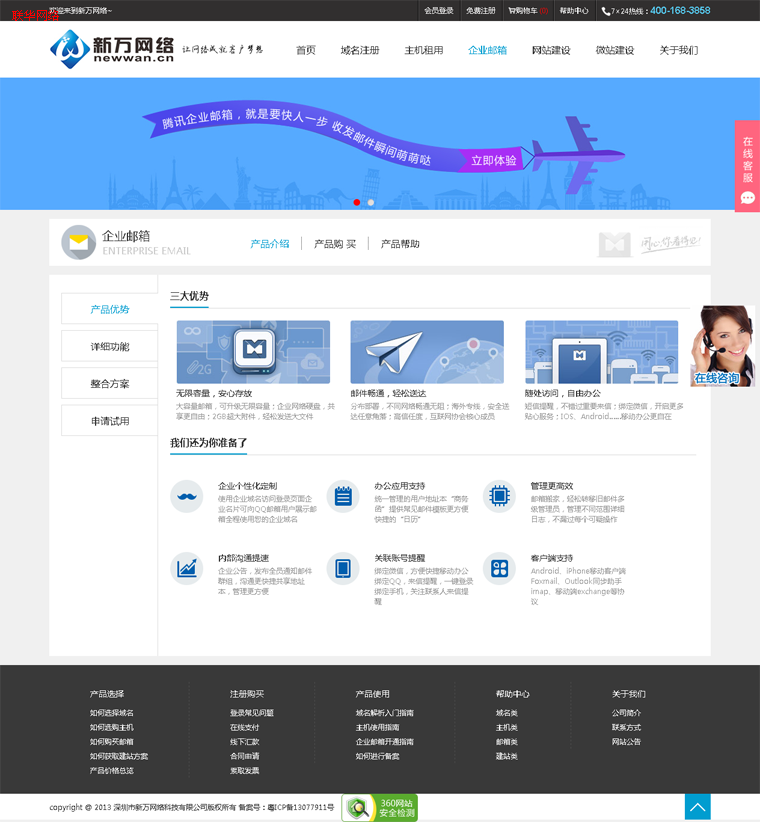 联华网络
欢迎来到新万网络~
会员登录 免费注册 购物车(0) 帮助中心 7×24热线：400-168-3858
新万网络
newwan.cn
让网络成就客户梦想
首页 域名注册 主机租用 企业邮箱 网站建设 微站建设 关于我们
腾讯企业邮箱，就是要快人一步 收发邮件瞬间萌萌哒 立即体验
在线客服
企业邮箱
ENTERPRISE EMAIL
产品介绍 产品购 买 产品帮助
产品优势
详细功能
整合方案
申请试用
三大优势
2G
无限容量，安心存放
大容量邮箱，可升级无限容量；企业网络硬盘，共
享更自由；2GB超大附件，轻松发送大文件
邮件畅通，轻松送达
分布部署，不同网络畅通无阻；海外专线，安全送
达任意角落；高信任度，互联网协会核心成员
随处访问，自由办公
短信提醒，不错过重要来信；绑定微信，开启更多
贴心服务；IOS、Android……移动办公更自在
在线咨询
我们还为你准备了
企业个性化定制
使用企业域名访问登录页面企
业名片可向QQ邮箱用户展示邮
箱全程使用您的企业域名
办公应用支持
统一管理的用户地址本“商务
员”提供常见邮件模板更方便
快捷的“日历”
管理更高效
邮箱搬家，轻松转移旧邮件多
级管理员，管理不同范围详细
日志，不漏过每个可疑操作
内部沟通提速
企业公告，发布全员通知邮件
群组，沟通更快捷共享地址
本，管理更方便
关联账号提醒
绑定微信，方便快捷移动办公
绑定QQ，来信提醒，一键登录
绑定手机，关注联系人来信提
醒
客户端支持
Android、iPhone移动客户端
Foxmail、Outlook同步助手
imap、移动端exchange等协
议
产品选择
如何选择域名
如何选购主机
如何购买邮箱
如何获取建站方案
产品价格总览
注册购买
登录常见问题
在线支付
线下汇款
合同申请
索取发票
产品使用
域名解析入门指南
主机使用指南
企业邮箱开通指南
如何进行备案
帮助中心
域名类
主机类
邮箱类
建站类
关于我们
公司简介
联系方式
网站公告
copyright @ 2013 深圳市新万网络科技有限公司版权所有 备案号：粤ICP备13077911号
360网站
安全检测